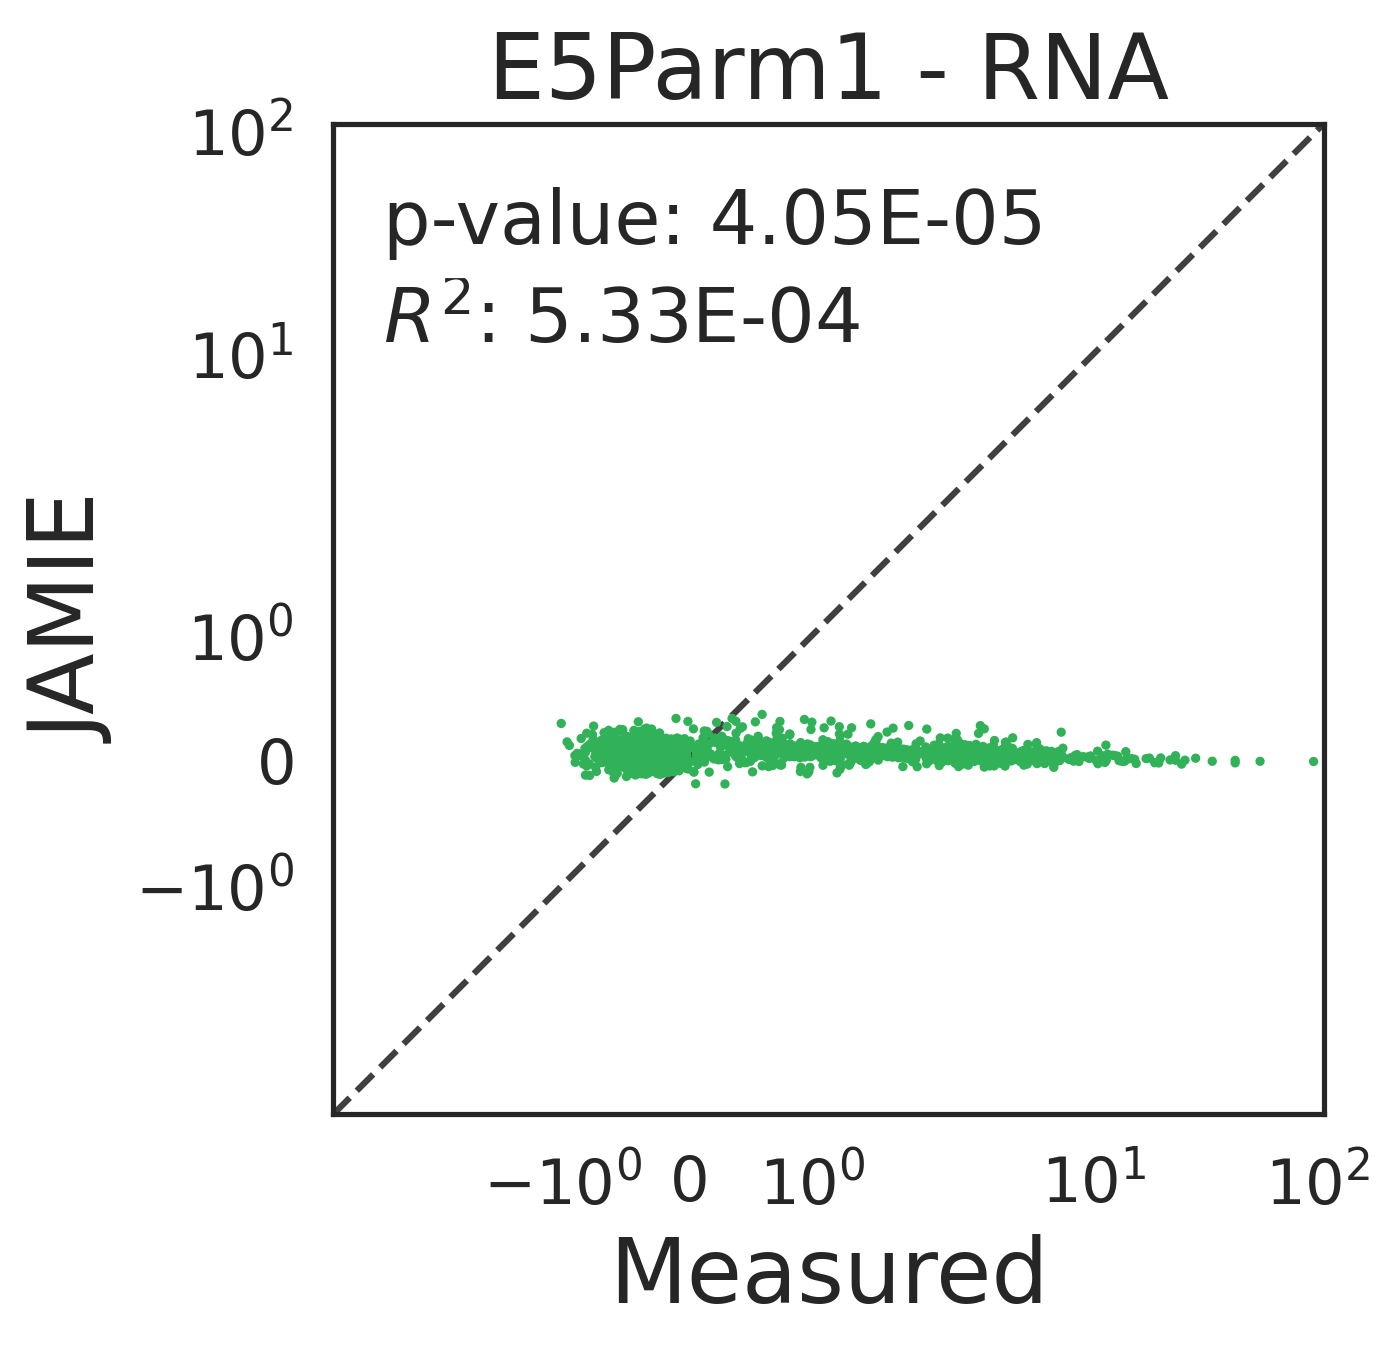 E5Parm1 - RNA
10²
p-value: 4.05E-05
R²: 5.33E-04
10¹
JAMIE
10⁰
0
−10⁰
−10⁰ 0 10⁰ 10¹ 10²
Measured